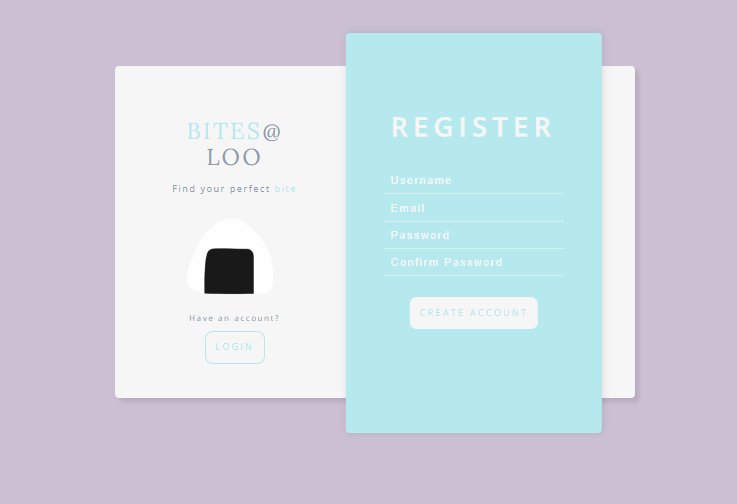 BITES@
LOO
Find your perfect bite
Have an account?
LOGIN
REGISTER
Username
Email
Password
Confirm Password
CREATE ACCOUNT